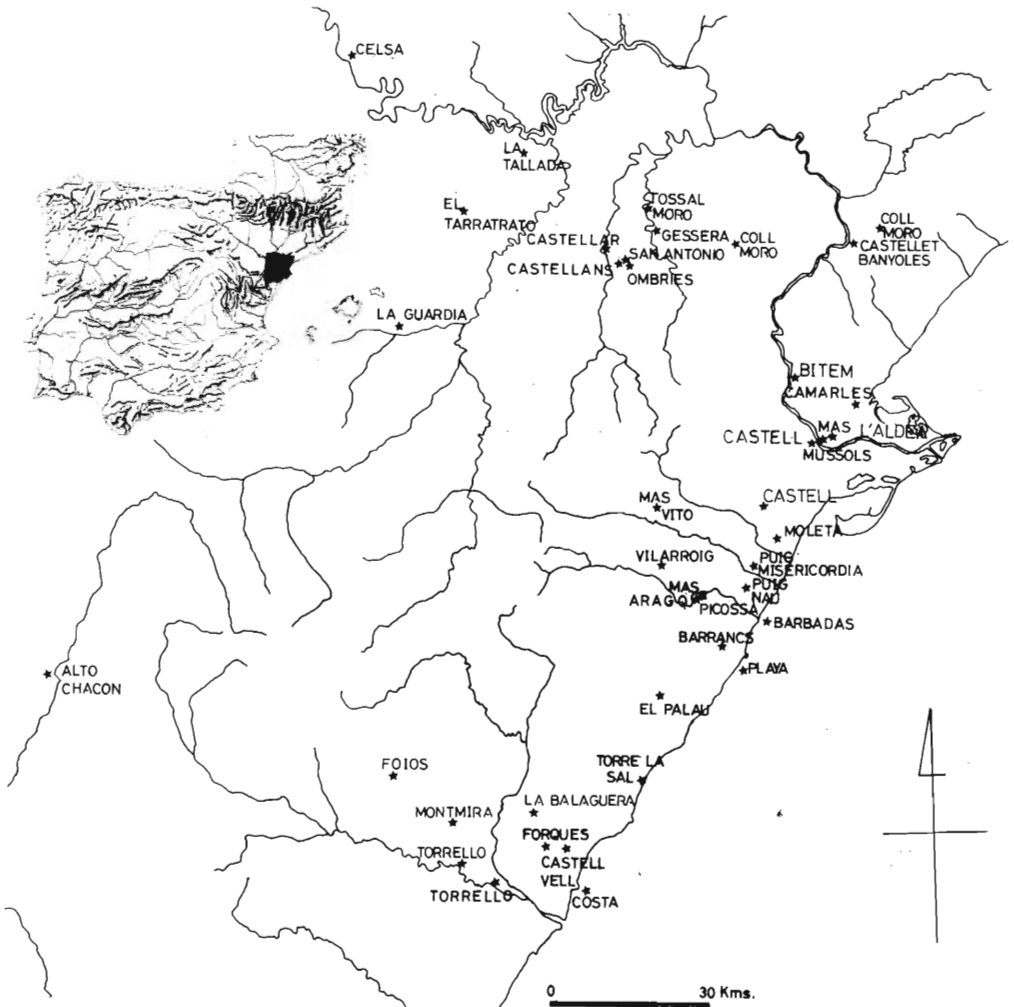 CELSA
LA
TALLADA
EL
TARRATRATO
TOSSAL
MORO
GESSERA
COLL
MORO
COLL
MORO
CASTELLET
BANYOLES
CASTELLAR
SAN ANTONIO
CASTELLANS
OMBRIES
LA GUARDIA
BITEM
CAMARLES
MAS
L'ALDEA
CASTELL
MUSSOLS
CASTELL
MAS
VITO
MOLETA
VILARROIG
PUIG
MISERICORDIA
MAS
ARAGO
PICOSSA
PUIG
NAU
BARBADAS
BARRANCS
PLAYA
ALTO
CHACON
EL PALAU
TORRE LA
SAL
FOIOS
LA BALAGUERA
MONTMIRA
FORQUES
TORRELLO
CASTELL
VELL
TORRELLO
COSTA
0 30 Kms.